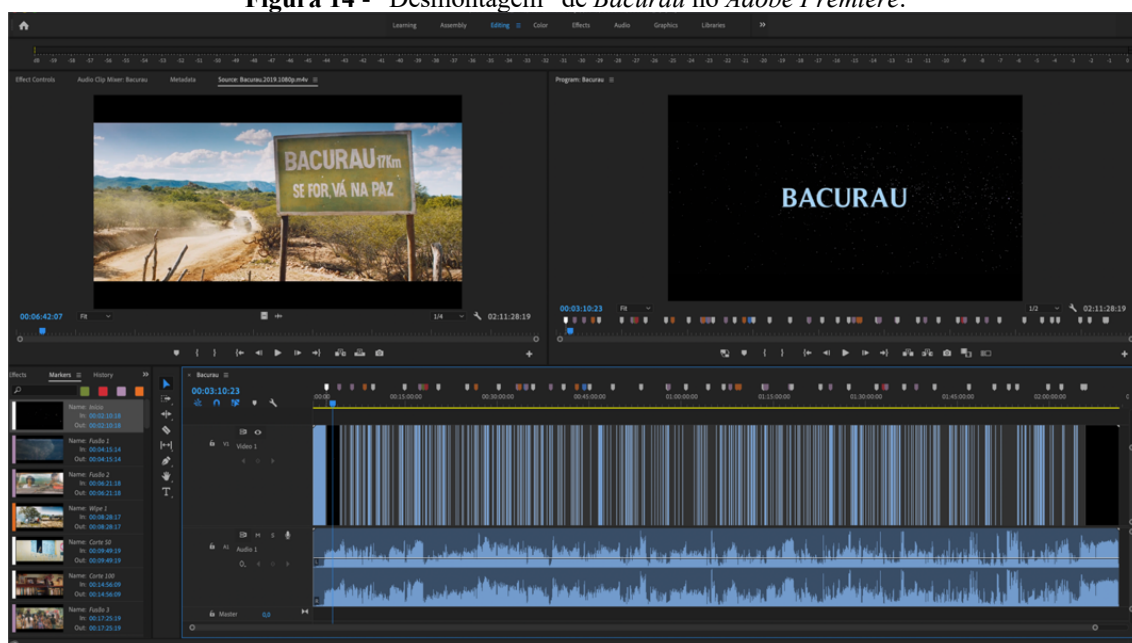 Figura 14 - "Desmontagem" de Bacurau no Adobe Premiere.
Learning Assembly Editing Color Effects Audio Graphics Libraries
Effect Controls Audio Clip Mixer: Bacurau Metadata Source: Bacurau.2019.1080p.m4v Program: Bacurau
BACURAU 17Km
SE FOR, VÁ NA PAZ
BACURAU
00:06:42:07 Fit 1/4 02:11:28:19
00:03:10:23 Fit 1/2 02:11:28:19
Effects Markers History
Bacurau
00:03:10:23
:00:00 00:15:00:00 00:30:00:00 00:45:00:00 01:00:00:00 01:15:00:00 01:30:00:00 01:45:00:00 02:00:00:00
Name: Início
In: 00:02:10:18
Out: 00:02:10:18
Name: Fusão 1
In: 00:04:15:14
Out: 00:04:15:14
Name: Fusão 2
In: 00:06:21:18
Out: 00:06:21:18
Name: Wipe 1
In: 00:08:28:17
Out: 00:08:28:17
Name: Corte 50
In: 00:09:49:19
Out: 00:09:49:19
Name: Corte 100
In: 00:14:56:09
Out: 00:14:56:09
Name: Fusão 3
In: 00:17:25:19
Out: 00:17:25:19
V1 Video 1
M S
A1 Audio 1
Master 0,0